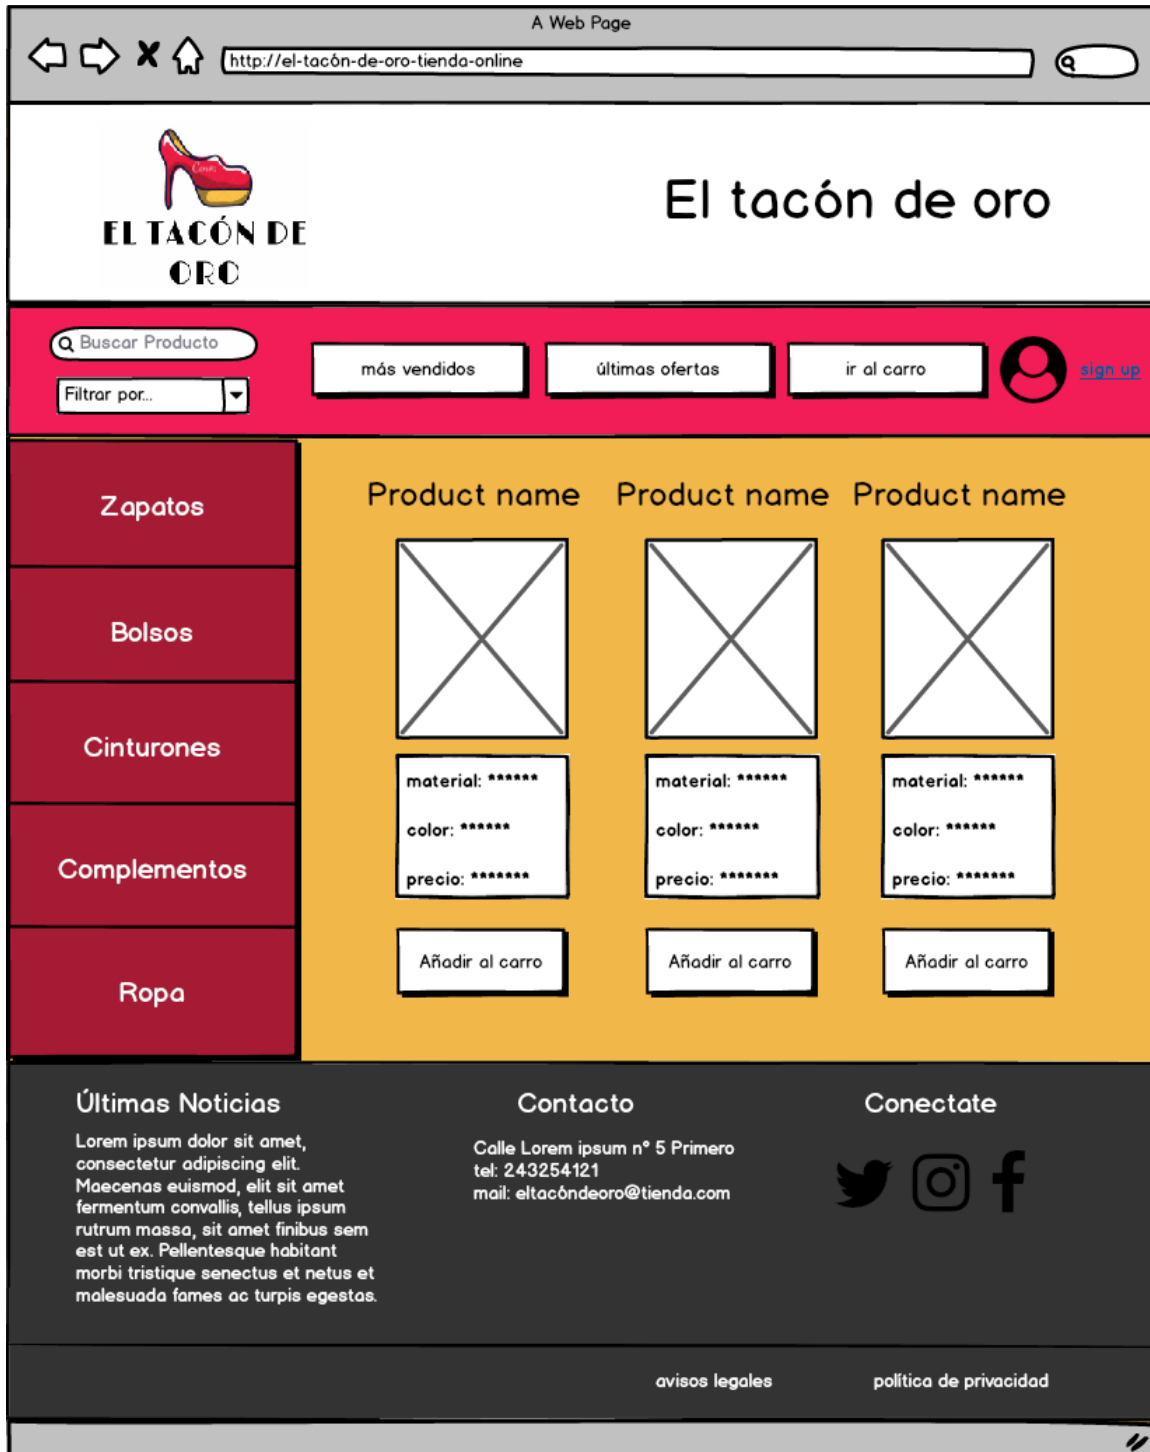 A Web Page
http://el-tacón-de-oro-tienda-online
EL TACÓN DE
ORO
El tacón de oro
Buscar Producto
Filtrar por...
más vendidos
últimas ofertas
ir al carro
sign up
Zapatos
Bolsos
Cinturones
Complementos
Ropa
Product name
Product name
Product name
material: ******
color: ******
precio: *******
material: ******
color: ******
precio: *******
material: ******
color: ******
precio: *******
Añadir al carro
Añadir al carro
Añadir al carro
Últimas Noticias
Lorem ipsum dolor sit amet,
consectetur adipiscing elit.
Maecenas euismod, elit sit amet
fermentum convallis, tellus ipsum
rutrum massa, sit amet finibus sem
est ut ex. Pellentesque habitant
morbi tristique senectus et netus et
malesuada fames ac turpis egestas.
Contacto
Calle Lorem ipsum n° 5 Primero
tel: 243254121
mail: eltacóndeoro@tienda.com
Conectate
avisos legales
política de privacidad